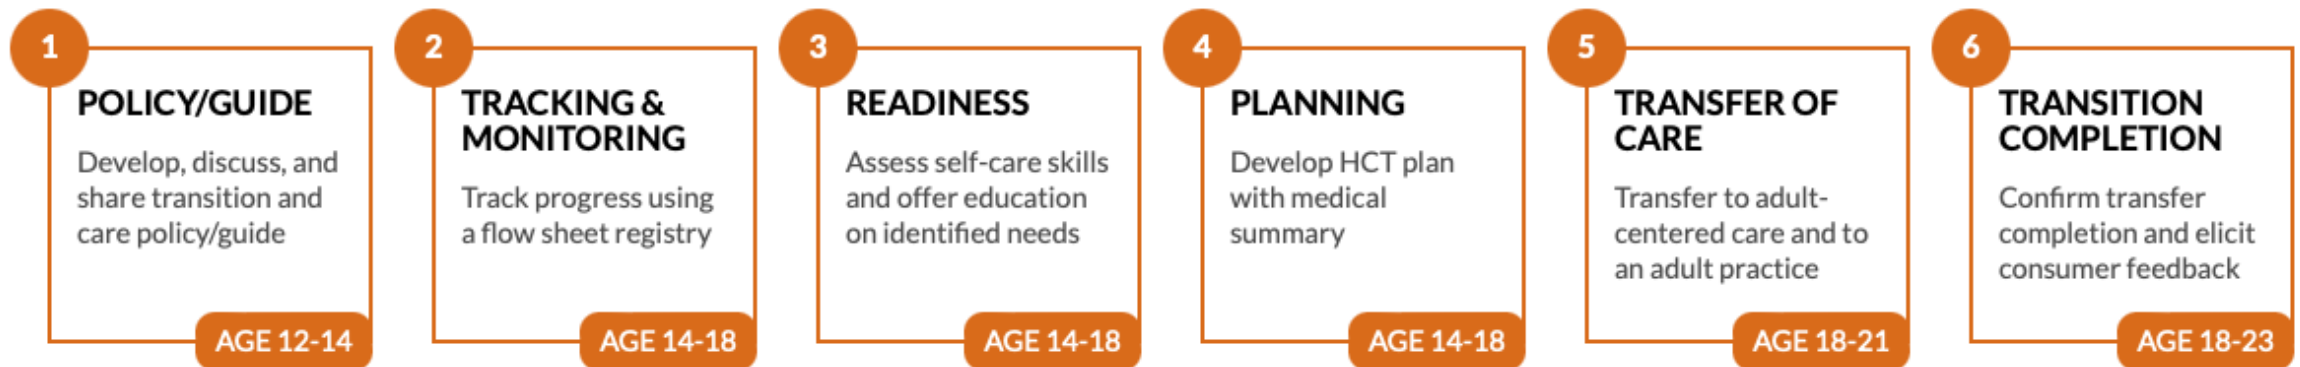 1
POLICY/GUIDE
Develop, discuss, and
share transition and
care policy/guide
AGE 12-14
2
TRACKING &
MONITORING
Track progress using
a flow sheet registry
AGE 14-18
3
READINESS
Assess self-care skills
and offer education
on identified needs
AGE 14-18
4
PLANNING
Develop HCT plan
with medical
summary
AGE 14-18
5
TRANSFER OF
CARE
Transfer to adult-
centered care and to
an adult practice
AGE 18-21
6
TRANSITION
COMPLETION
Confirm transfer
completion and elicit
consumer feedback
AGE 18-23